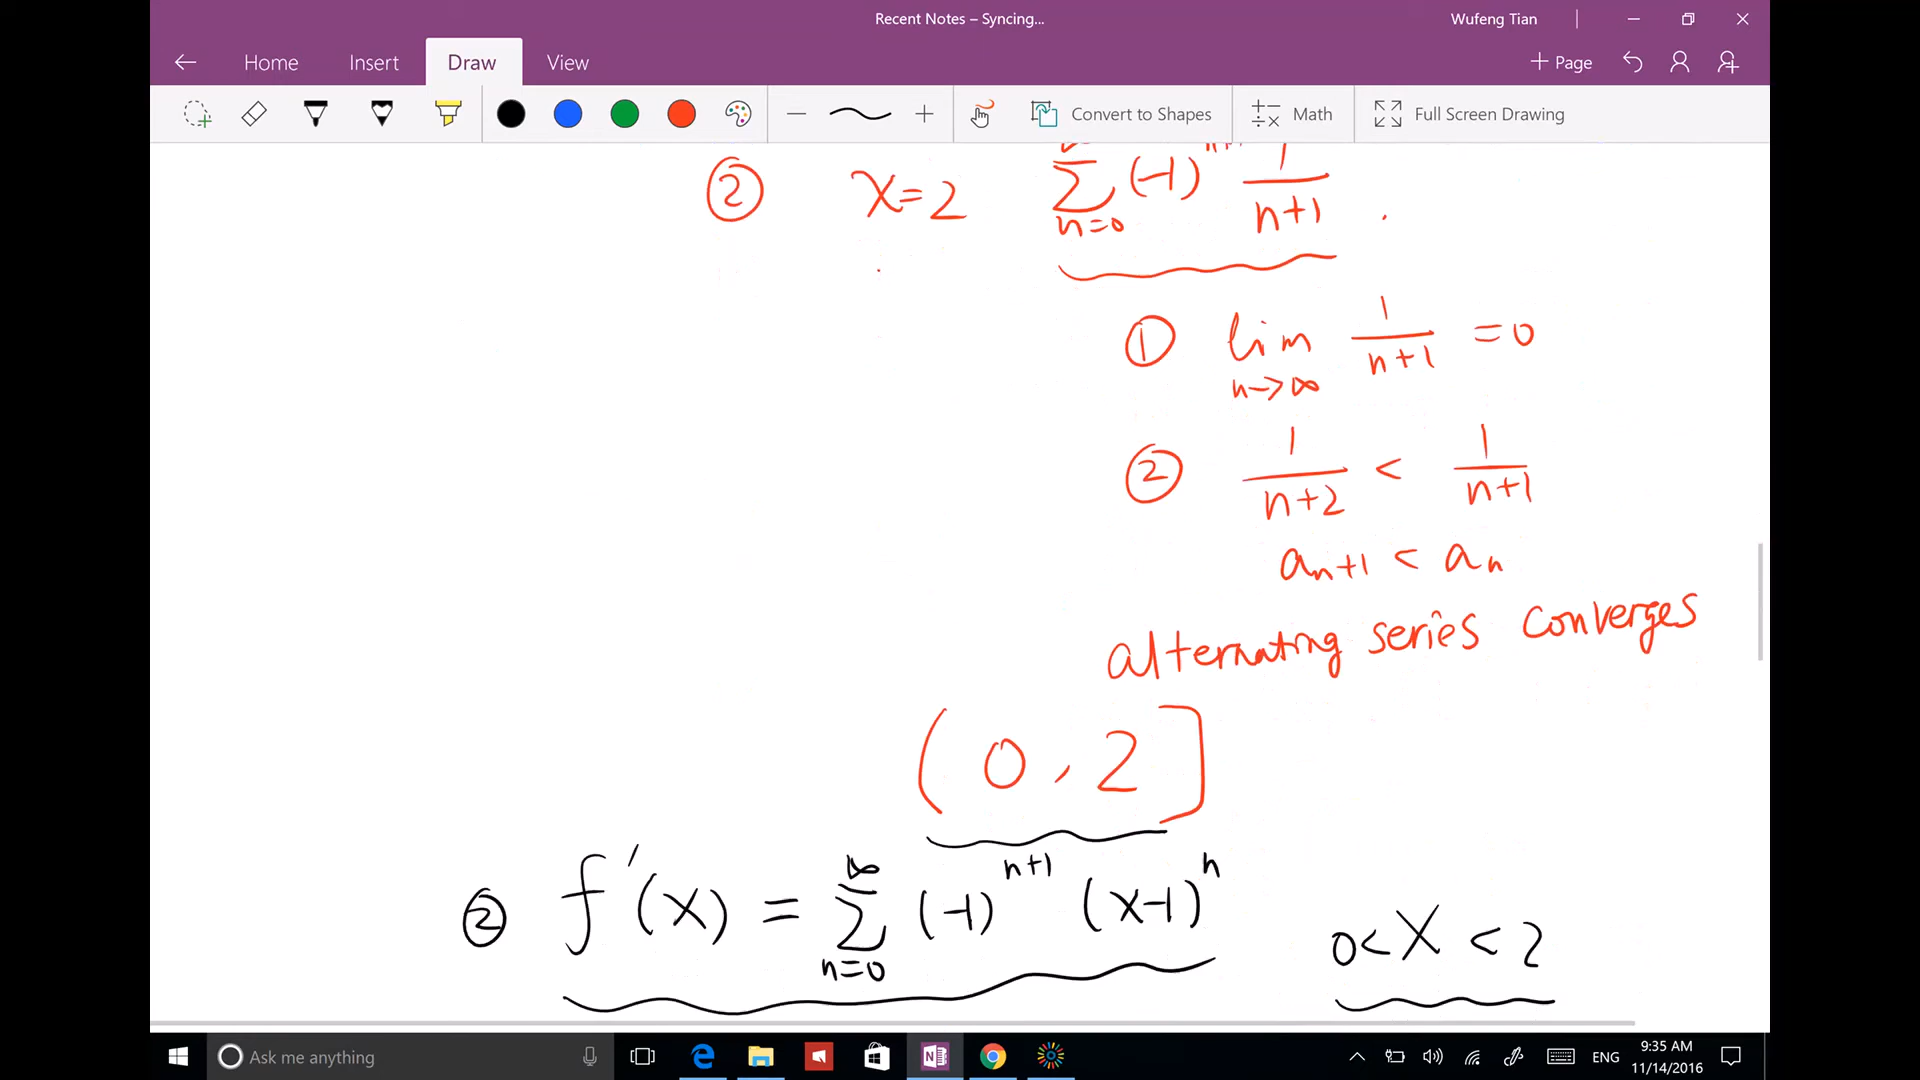 Recent Notes – Syncing...
Wufeng Tian
Home Insert Draw View
+ Page
Convert to Shapes
Math
Full Screen Drawing
② x=2 ∑ n=0 (-1) 1/(n+1) .
① lim n→∞ 1/(n+1) =0
② 1/(n+2) < 1/(n+1)
aₙ₊₁ < aₙ
alternating series converges
( 0, 2 ]
② f'(x) = ∑ n=0 ∞ (-1)^(n+1) (x-1)^n 0<x<2
Ask me anything
ENG
9:35 AM
11/14/2016